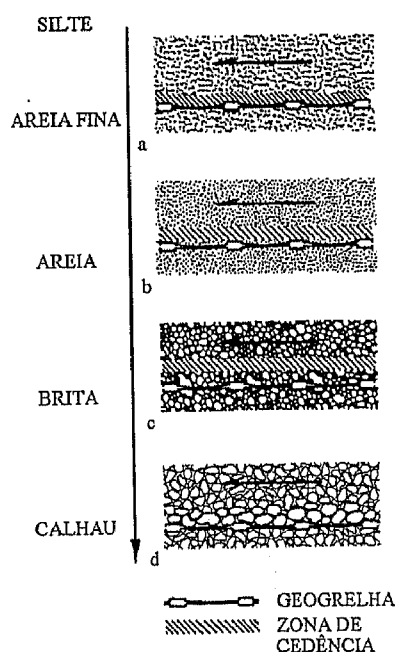 SILTE
AREIA FINA
a
AREIA
b
BRITA
c
CALHAU
d
GEOGRELHA
ZONA DE
CEDÊNCIA